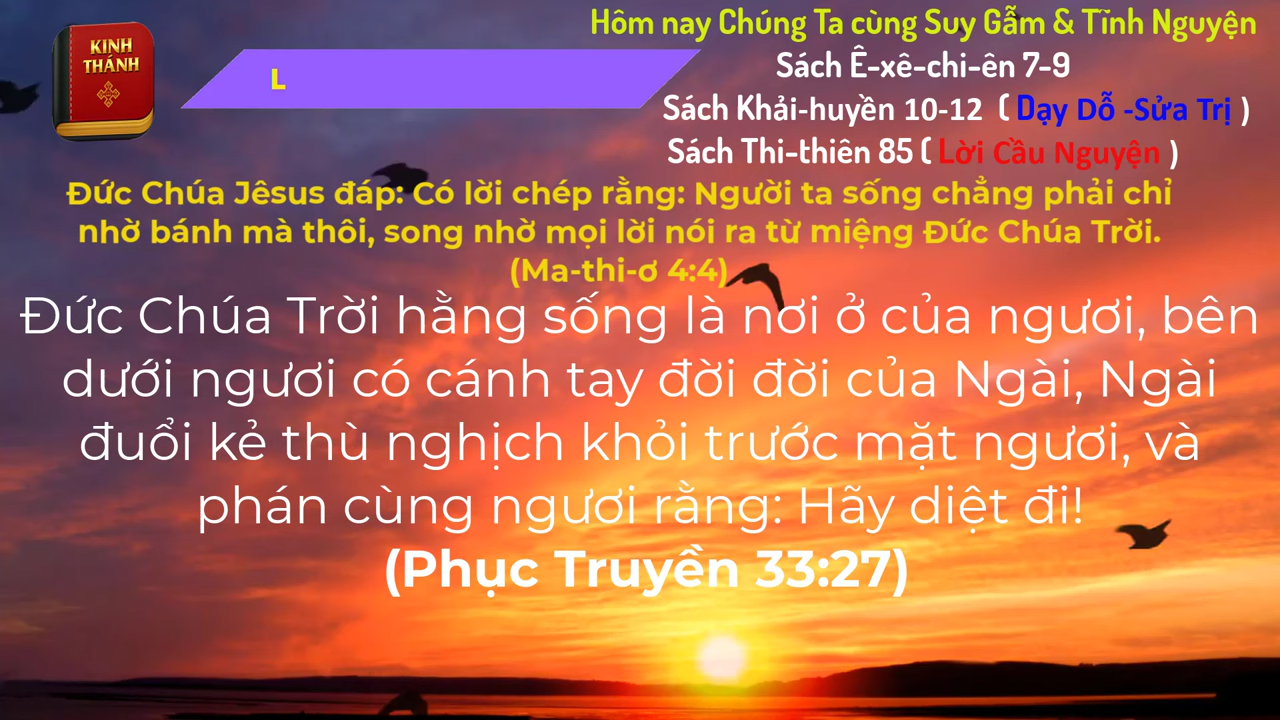 KINH
THÁNH
L
Hôm nay Chúng Ta cùng Suy Gẫm & Tĩnh Nguyện
Sách Ê-xê-chi-ên 7-9
Sách Khải-huyền 10-12 ( Dạy Dỗ -Sửa Trị )
Sách Thi-thiên 85 ( Lời Cầu Nguyện )
Đức Chúa Jêsus đáp: Có lời chép rằng: Người ta sống chẳng phải chỉ
nhờ bánh mà thôi, song nhờ mọi lời nói ra từ miệng Đức Chúa Trời.
(Ma-thi-ơ 4:4)
Đức Chúa Trời hằng sống là nơi ở của ngươi, bên
dưới ngươi có cánh tay đời đời của Ngài, Ngài
đuổi kẻ thù nghịch khỏi trước mặt ngươi, và
phán cùng ngươi rằng: Hãy diệt đi!
(Phục Truyền 33:27)